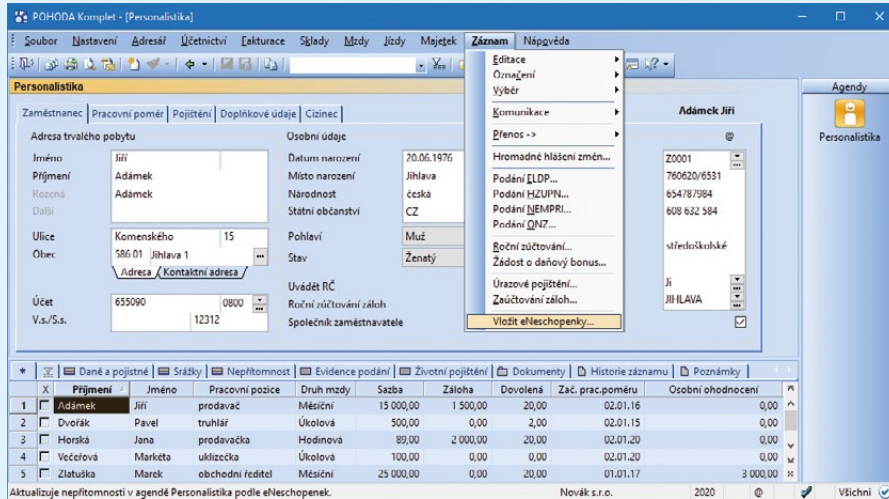 POHODA Komplet - [Personalistika]
Soubor Nastavení Adresář Účetnictví Fakturace Sklady Mzdy Jízdy Majetek Záznam Nápověda
Personalistika
Agendy
Personalistika
Zaměstnanec Pracovní poměr Pojištění Doplňkové údaje Cizinec
Adámek Jiří
Adresa trvalého pobytu Osobní údaje @
Jméno Jiří Datum narození 20.06.1976 Z0001
Příjmení Adámek Místo narození Jihlava 760620/6531
Rozená Adámek Národnost česká 654787984
Další Státní občanství CZ 608 632 584
Ulice Komenského 15 Pohlaví Muž středoškolské
Obec 586 01 Jihlava 1 Stav Ženatý
Adresa Kontaktní adresa
Uvádět RČ Ji
Účet 655090 0800 Roční zúčtování záloh JIHLAVA
V.s./S.s. 12312 Společník zaměstnavatele
Editace
Označení
Výběr
Komunikace
Přenos ->
Hromadné hlášení změn...
Podání ELDP...
Podání HZUPN...
Podání NEMPRI...
Podání ONZ...
Roční zúčtování...
Žádost o daňový bonus...
Úrazové pojištění...
Zaúčtování záloh...
Vložit eNeschopenky...
* Daně a pojistné Srážky Nepřítomnost Evidence podání Životní pojištění Dokumenty Historie záznamu Poznámky
X Příjmení Jméno Pracovní pozice Druh mzdy Sazba Záloha Dovolená Zač. prac.poměru Osobní ohodnocení
1 Adámek Jiří prodavač Měsíční 15 000,00 1 500,00 20,00 02.01.16 0,00
2 Dvořák Pavel truhlář Úkolová 500,00 0,00 2,00 02.01.15 0,00
3 Horská Jana prodavačka Hodinová 89,00 2 000,00 20,00 02.01.20 0,00
4 Večeřová Markéta uklízečka Úkolová 100,00 0,00 20,00 02.01.20 0,00
5 Zlatuška Marek obchodní ředitel Měsíční 25 000,00 0,00 20,00 01.01.17 3 000,00
Aktualizuje nepřítomnosti v agendě Personalistika podle eNeschopenek. Novák s.r.o. 2020 @ Všichni